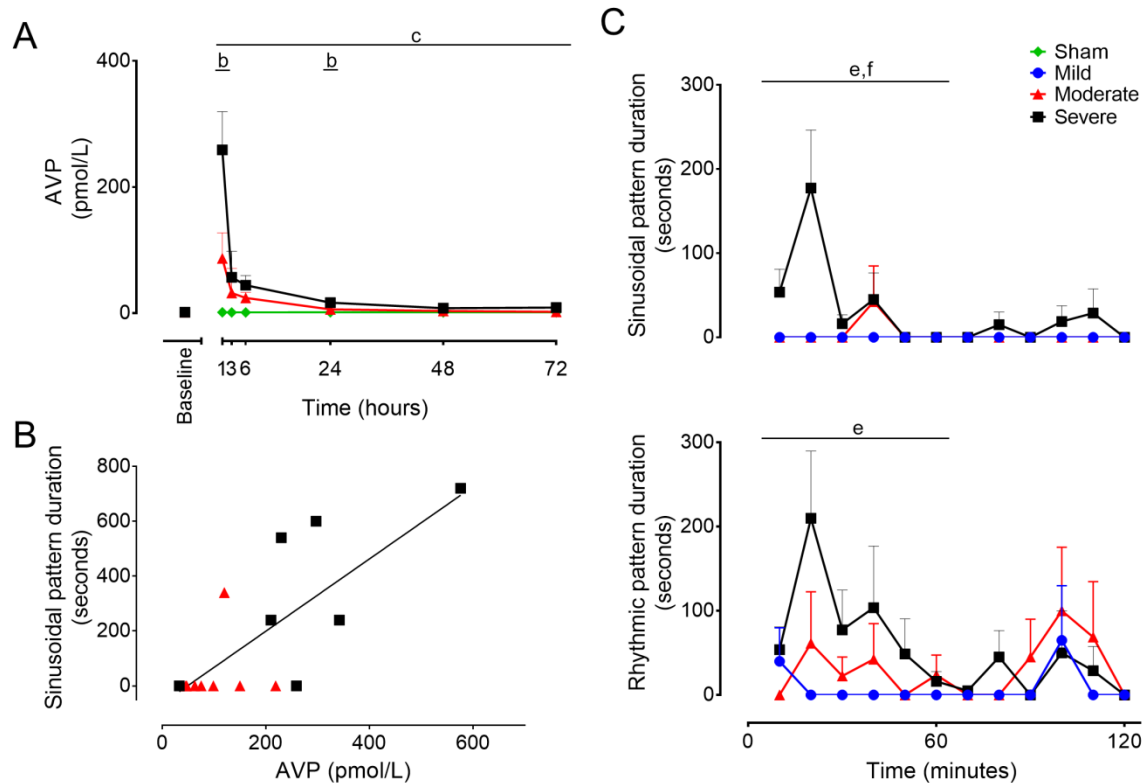 A
c
b
b
400
200
0
AVP
(pmol/L)
Baseline
1 3 6 24 48 72
Time (hours)
B
Sinusoidal pattern duration
(seconds)
800
600
400
200
0
0 200 400 600
AVP (pmol/L)
C
Sham
Mild
Moderate
Severe
e,f
300
200
100
0
Sinusoidal pattern duration
(seconds)
e
300
200
100
0
Rhythmic pattern duration
(seconds)
0 60 120
Time (minutes)